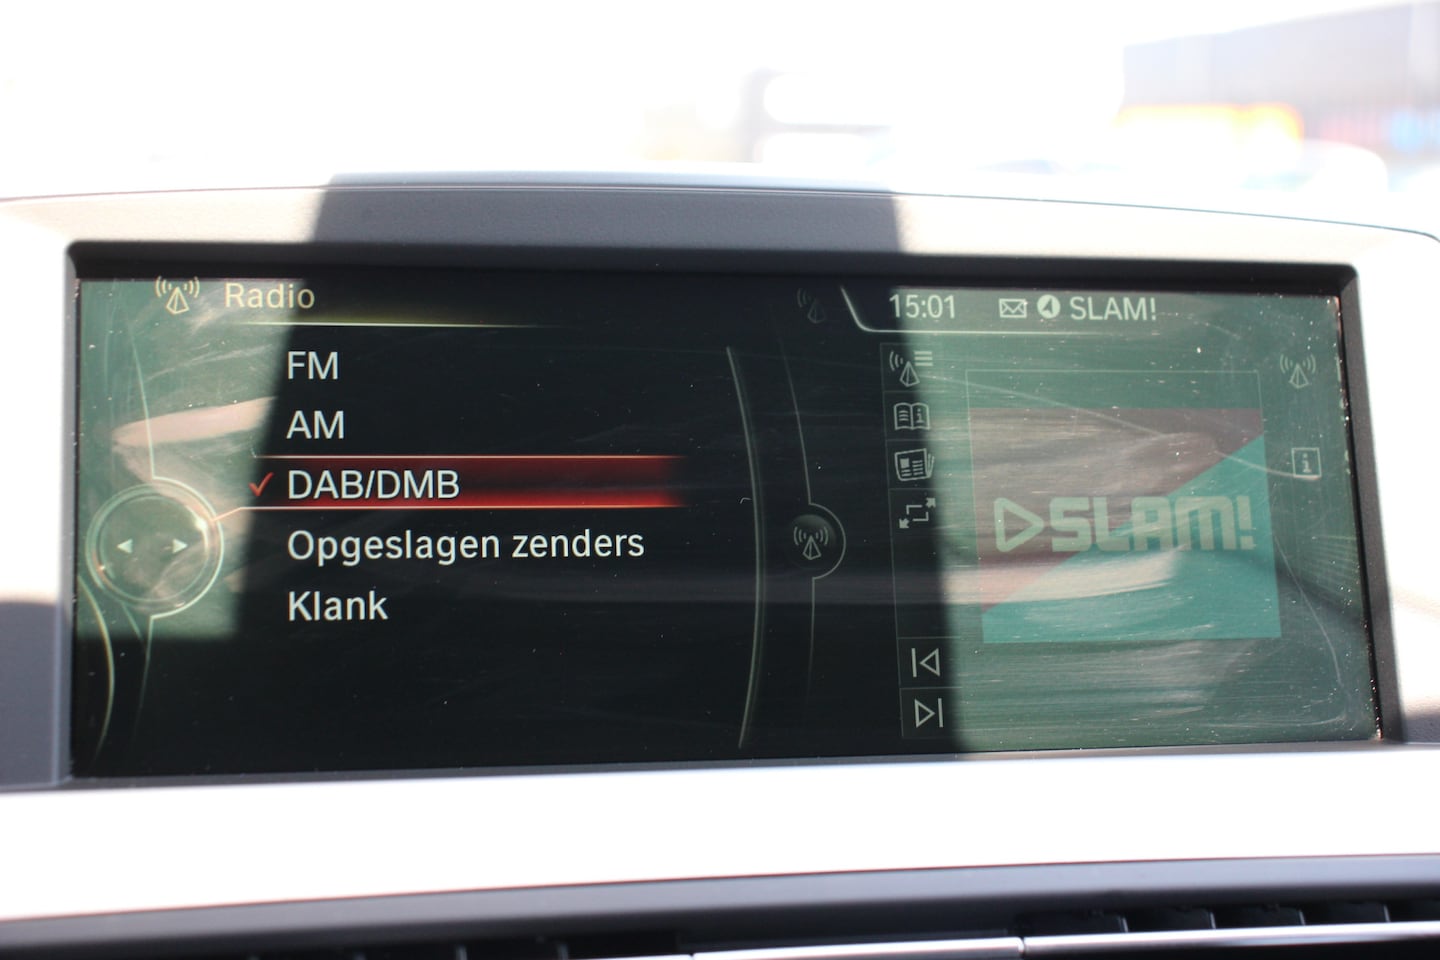 Radio
15:01 SLAM!
FM
AM
DAB/DMB
Opgeslagen zenders
Klank
SLAM!